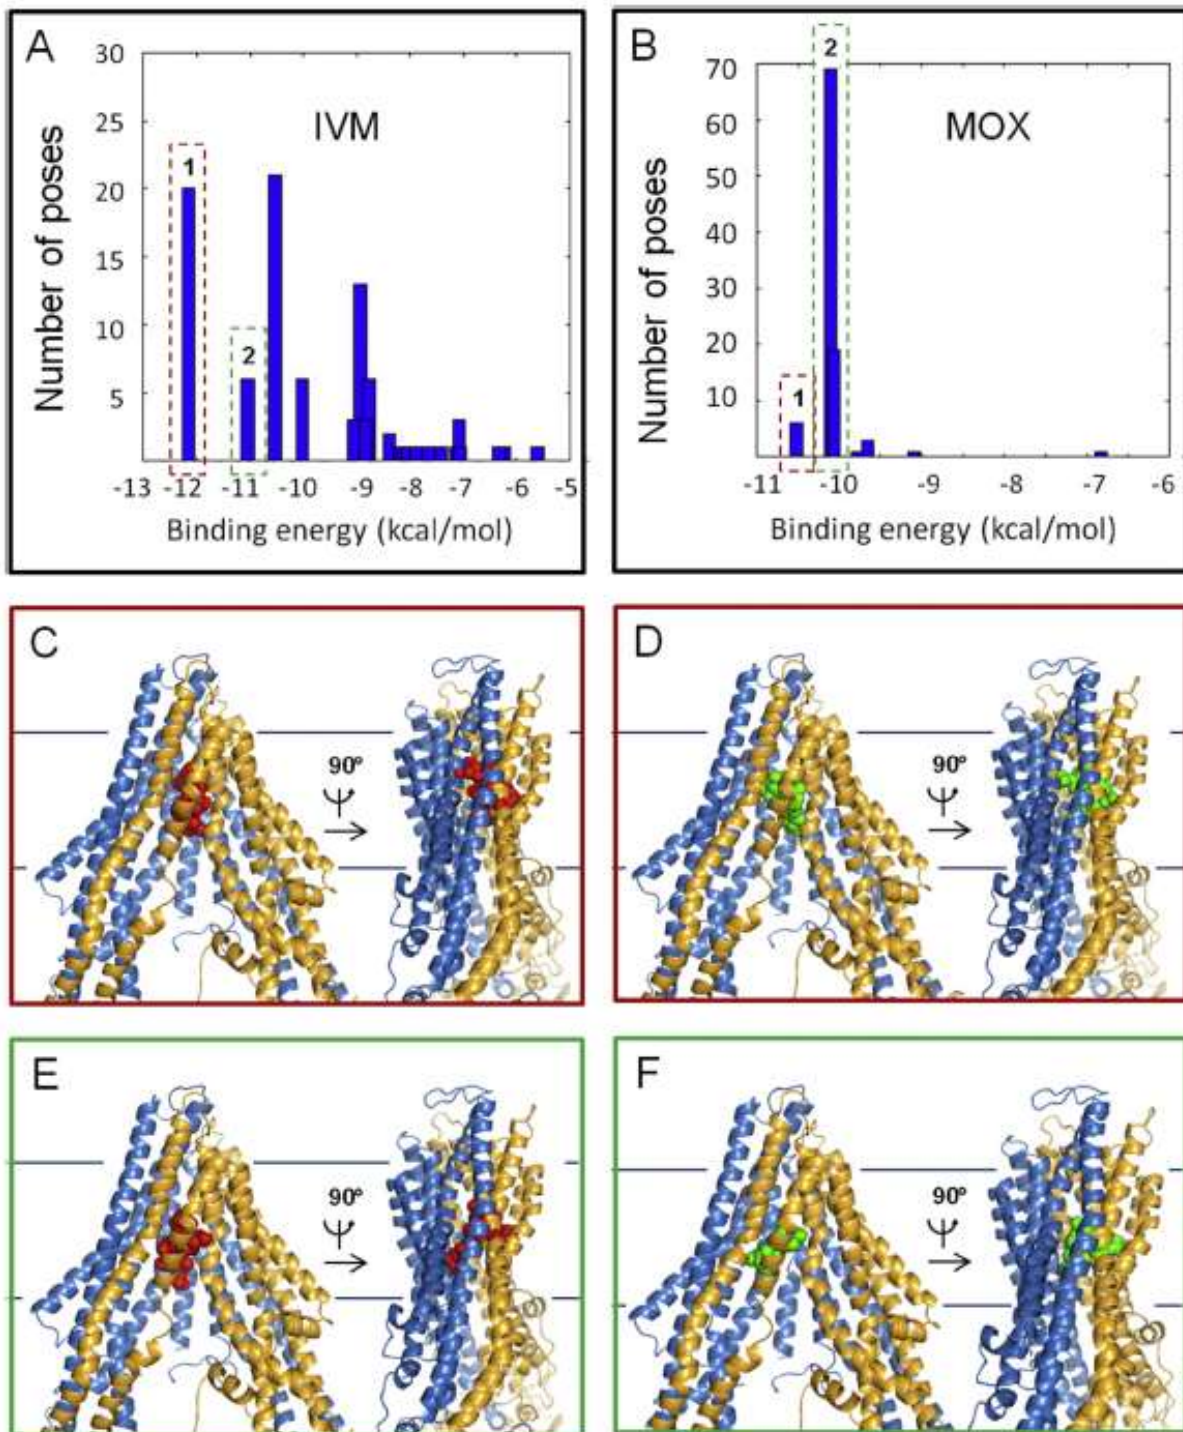 A
IVM
Number of poses
30
25
20
15
10
5
1
2
-13 -12 -11 -10 -9 -8 -7 -6 -5
Binding energy (kcal/mol)
B
MOX
Number of poses
70
60
50
40
30
20
10
1
2
-11 -10 -9 -8 -7 -6
Binding energy (kcal/mol)
C
90°
D
90°
E
90°
F
90°